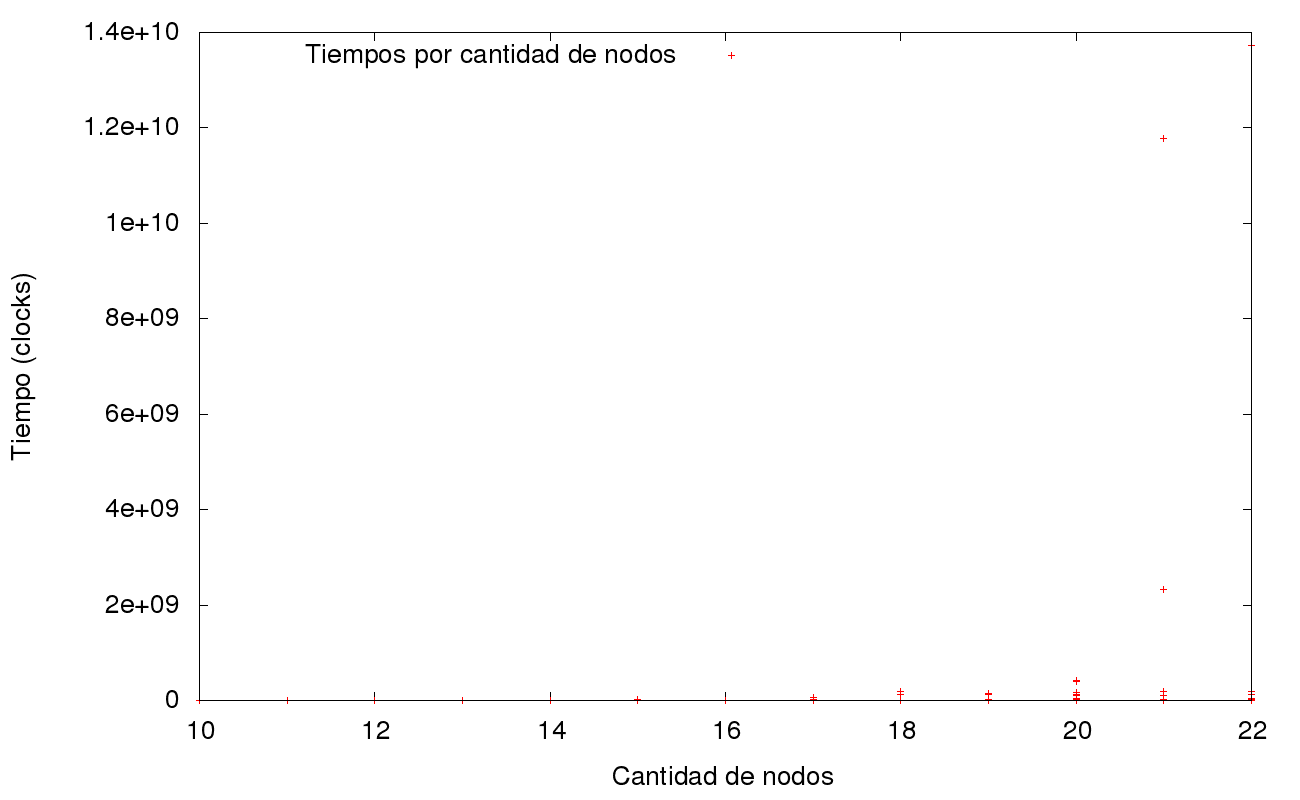 1.4e+10
Tiempos por cantidad de nodos
1.2e+10
1e+10
8e+09
6e+09
4e+09
2e+09
0
Tiempo (clocks)
10 12 14 16 18 20 22
Cantidad de nodos